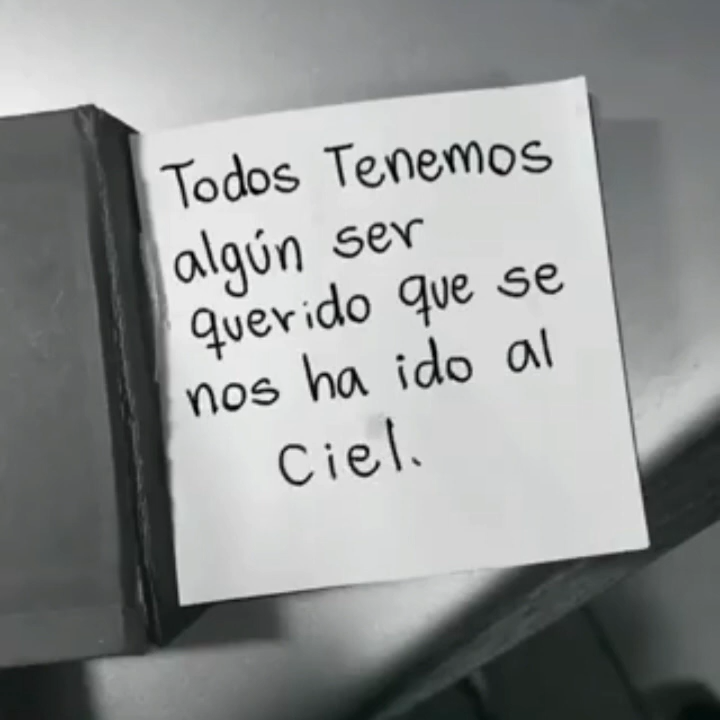 Todos Tenemos
algún ser
querido que se
nos ha ido al
Ciel.